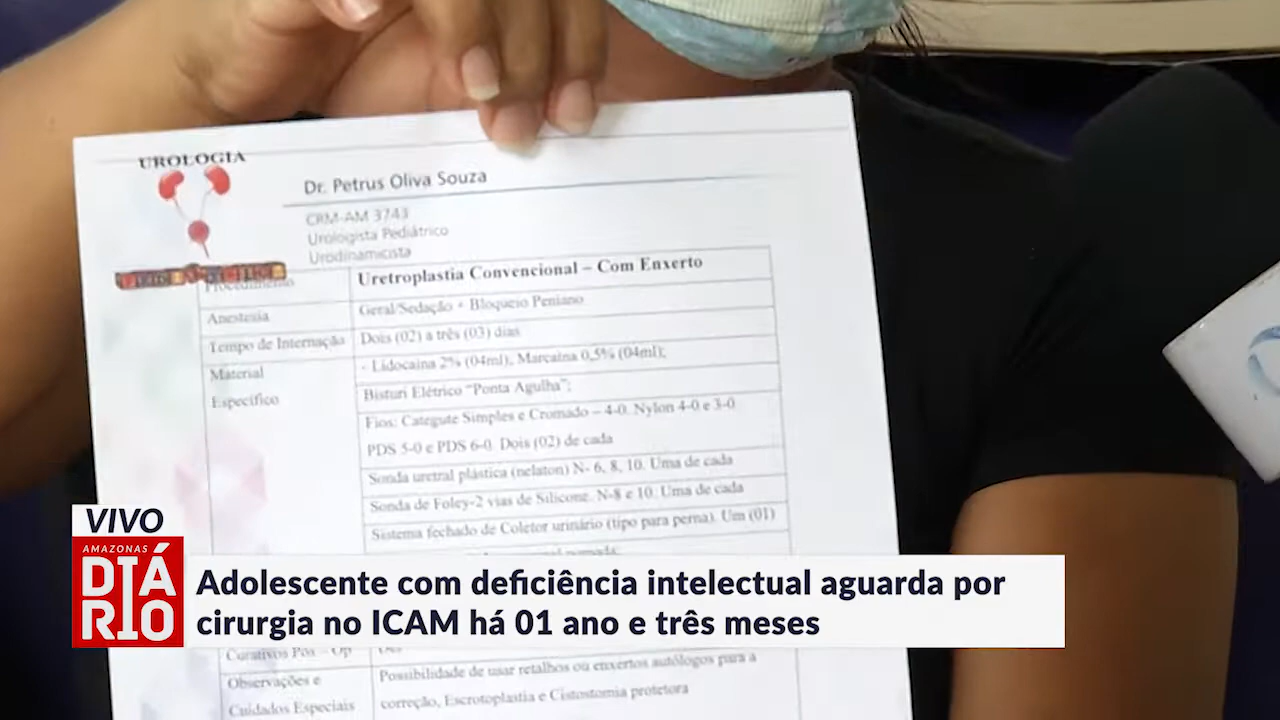 UROLOGIA
Dr. Petrus Oliva Souza
CRM-AM 3743
Urologista Pediátrico
Urodinamicista
Procedimento
Uretroplastia Convencional – Com Enxerto
Anestesia
Geral/Sedação + Bloqueio Peniano
Tempo de Internação
Dois (02) a três (03) dias
Material
Específico
- Lidocaina 2% (04ml), Marcaina 0,5% (04ml);
Bisturi Elétrico "Ponta Agulha";
Fios: Categute Simples e Cromado – 4-0. Nylon 4-0 e 3-0
PDS 5-0 e PDS 6-0. Dois (02) de cada
Sonda uretral plástica (nelaton) N- 6, 8, 10. Uma de cada
Sonda de Foley-2 vias de Silicone. N-8 e 10. Uma de cada
Sistema fechado de Coletor urinário (tipo para perna). Um (01)
VIVO
AMAZONAS
DIÁRIO
Adolescente com deficiência intelectual aguarda por
cirurgia no ICAM há 01 ano e três meses
Curativos Pós – Op
Observações e
Cuidados Especiais
Possibilidade de usar retalhos ou enxertos autólogos para a
correção, Escrotoplastia e Cistostomia protetora